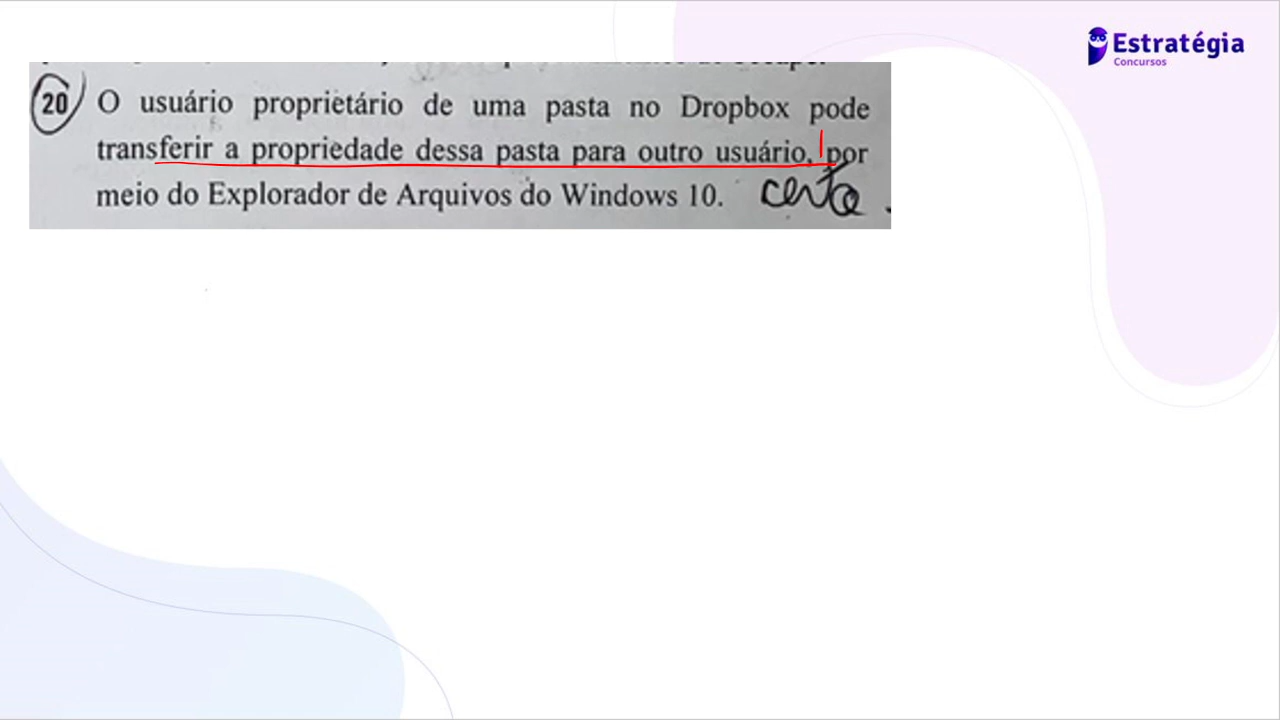 Estratégia
Concursos
20 O usuário proprietário de uma pasta no Dropbox pode
transferir a propriedade dessa pasta para outro usuário, por
meio do Explorador de Arquivos do Windows 10. certo